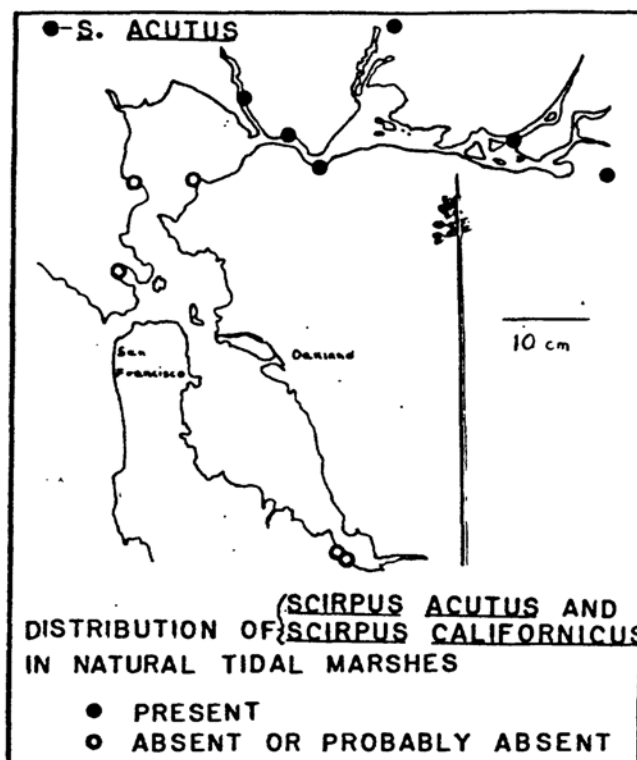 S. ACUTUS
San
Francisco
Oakland
10 cm
DISTRIBUTION OF { SCIRPUS ACUTUS AND
SCIRPUS CALIFORNICUS
IN NATURAL TIDAL MARSHES
PRESENT
ABSENT OR PROBABLY ABSENT